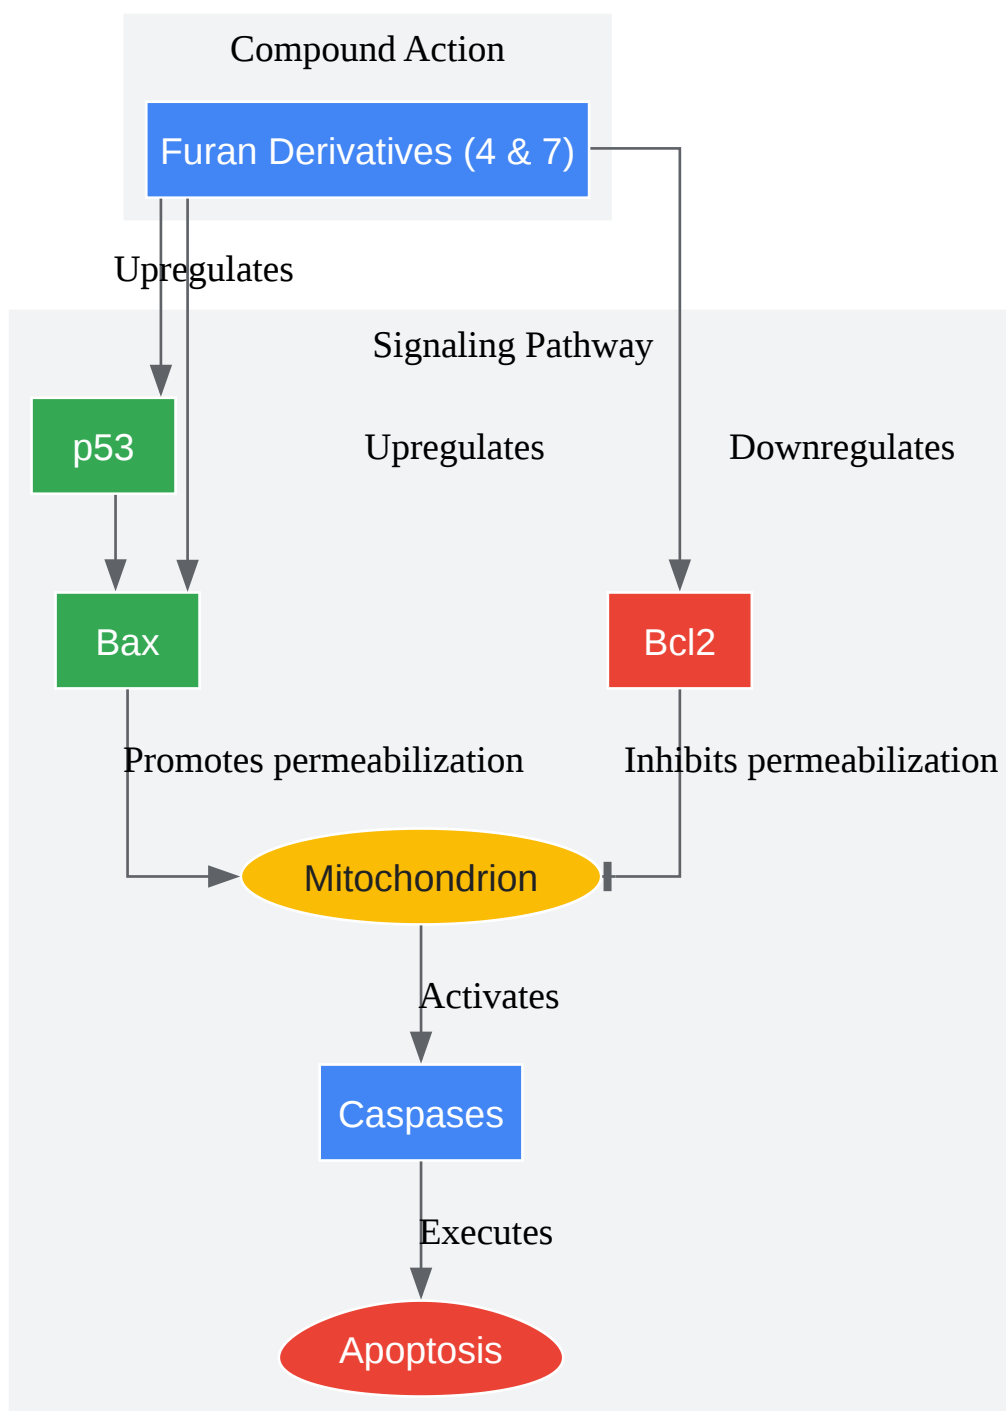 Compound Action
Furan Derivatives (4 & 7)
Upregulates
Signaling Pathway
p53
Upregulates
Downregulates
Bax
Bcl2
Promotes permeabilization
Inhibits permeabilization
Mitochondrion
Activates
Caspases
Executes
Apoptosis